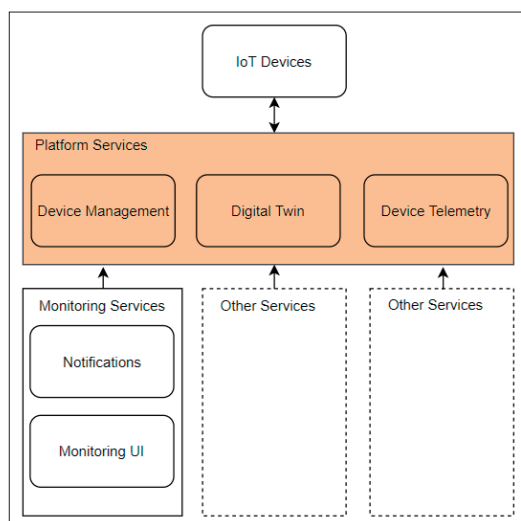 IoT Devices
Platform Services
Device Management
Digital Twin
Device Telemetry
Monitoring Services
Other Services
Other Services
Notifications
Monitoring UI